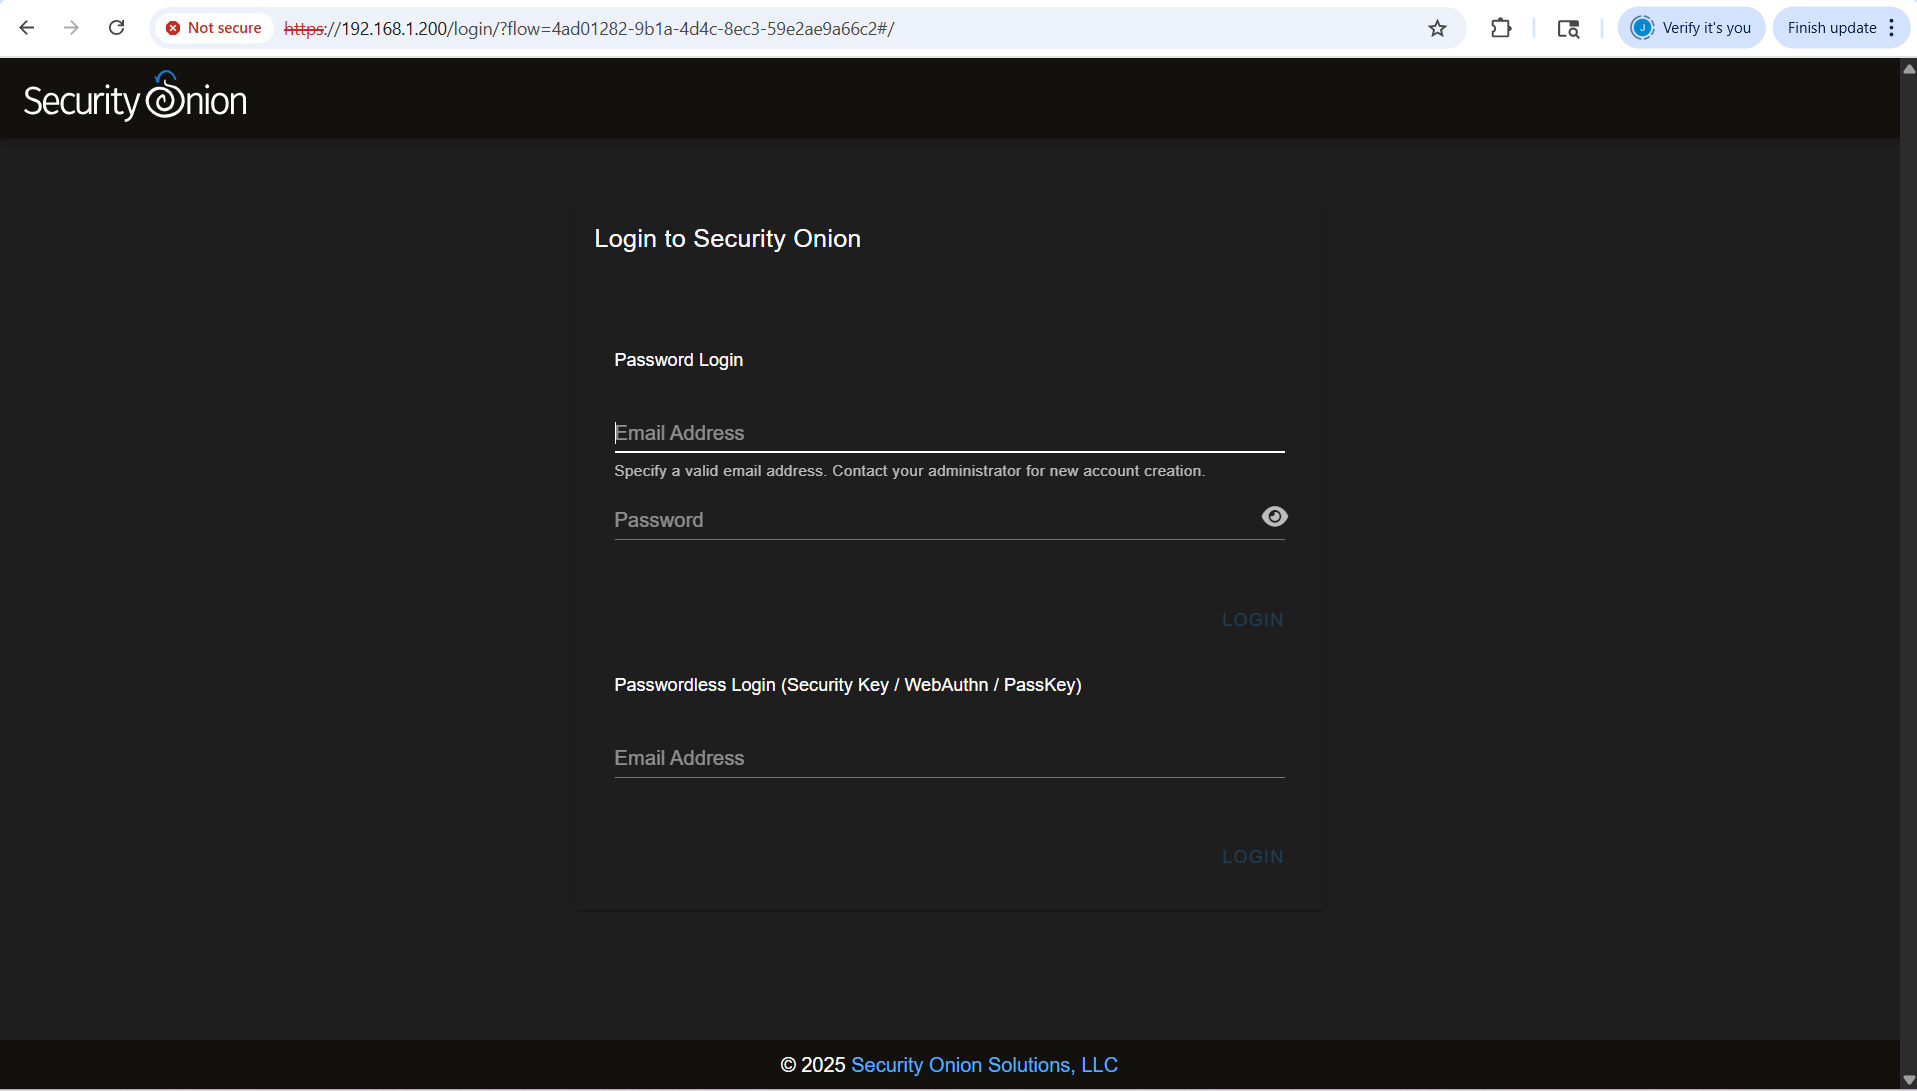 Not secure https://192.168.1.200/login/?flow=4ad01282-9b1a-4d4c-8ec3-59e2ae9a66c2#/ J Verify it's you Finish update
Security Onion
Login to Security Onion
Password Login
Email Address
Specify a valid email address. Contact your administrator for new account creation.
Password
LOGIN
Passwordless Login (Security Key / WebAuthn / PassKey)
Email Address
LOGIN
© 2025 Security Onion Solutions, LLC